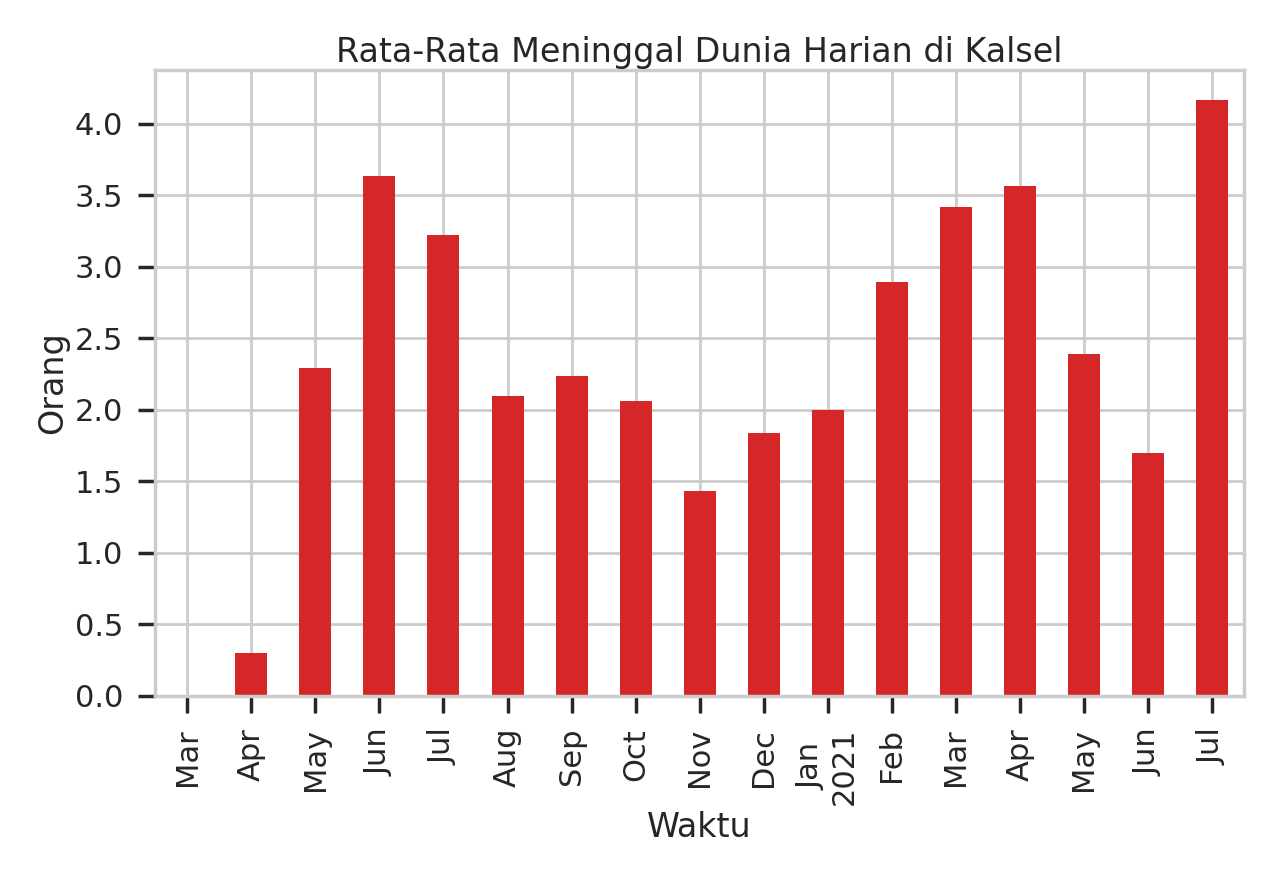 Rata-Rata Meninggal Dunia Harian di Kalsel
4.0
3.5
3.0
2.5
2.0
1.5
1.0
0.5
0.0
Orang
Mar
Apr
May
Jun
Jul
Aug
Sep
Oct
Nov
Dec
Jan
2021
Feb
Mar
Apr
May
Jun
Jul
Waktu